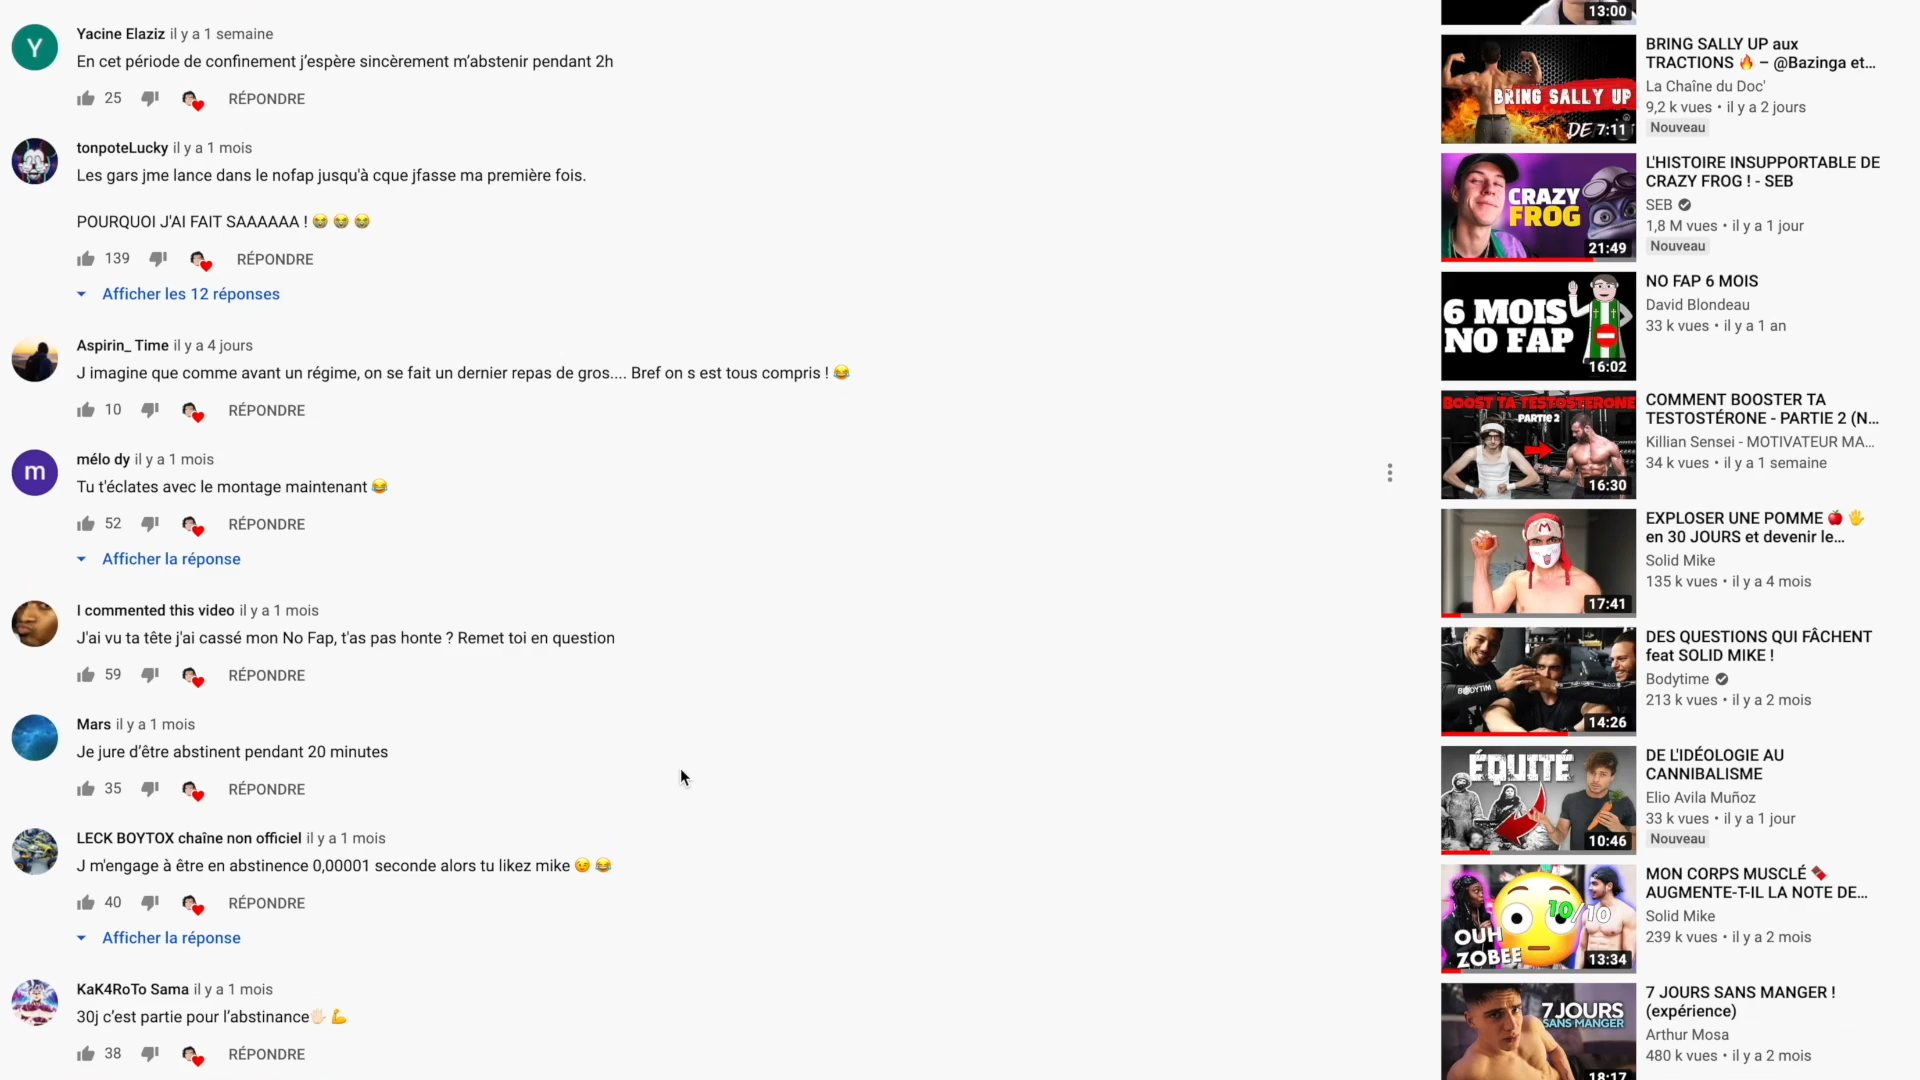 Y
Yacine Elaziz il y a 1 semaine
En cet période de confinement j’espère sincèrement m’abstenir pendant 2h
25 RÉPONDRE
tonpoteLucky il y a 1 mois
Les gars jme lance dans le nofap jusqu'à cque jfasse ma première fois.
POURQUOI J'AI FAIT SAAAAAA ! 😭 😭 😭
139 RÉPONDRE
Afficher les 12 réponses
Aspirin_ Time il y a 4 jours
J imagine que comme avant un régime, on se fait un dernier repas de gros.... Bref on s est tous compris ! 😂
10 RÉPONDRE
m
mélo dy il y a 1 mois
Tu t'éclates avec le montage maintenant 😂
52 RÉPONDRE
Afficher la réponse
I commented this video il y a 1 mois
J'ai vu ta tête j'ai cassé mon No Fap, t'as pas honte ? Remet toi en question
59 RÉPONDRE
Mars il y a 1 mois
Je jure d’être abstinent pendant 20 minutes
35 RÉPONDRE
LECK BOYTOX chaîne non officiel il y a 1 mois
J m'engage à être en abstinence 0,00001 seconde alors tu likez mike 😉 😂
40 RÉPONDRE
Afficher la réponse
KaK4RoTo Sama il y a 1 mois
30j c’est partie pour l’abstinance🖐🏻 💪
38 RÉPONDRE
13:00
BRING SALLY UP
DE 7:11
BRING SALLY UP aux
TRACTIONS 🔥 – @Bazinga et...
La Chaîne du Doc'
9,2 k vues • il y a 2 jours
Nouveau
CRAZY
FROG
21:49
L'HISTOIRE INSUPPORTABLE DE
CRAZY FROG ! - SEB
SEB
1,8 M vues • il y a 1 jour
Nouveau
6 MOIS
NO FAP
16:02
NO FAP 6 MOIS
David Blondeau
33 k vues • il y a 1 an
BOOST TA TESTOSTERONE
PARTIE 2
16:30
COMMENT BOOSTER TA
TESTOSTÉRONE - PARTIE 2 (N...
Killian Sensei - MOTIVATEUR MA...
34 k vues • il y a 1 semaine
M
17:41
EXPLOSER UNE POMME 🍎 🖐
en 30 JOURS et devenir le...
Solid Mike
135 k vues • il y a 4 mois
BODYTIM
14:26
DES QUESTIONS QUI FÂCHENT
feat SOLID MIKE !
Bodytime
213 k vues • il y a 2 mois
ÉQUITÉ
10:46
DE L'IDÉOLOGIE AU
CANNIBALISME
Elio Avila Muñoz
33 k vues • il y a 1 jour
Nouveau
10/10
OUH
ZOBEE
13:34
MON CORPS MUSCLÉ 🍫
AUGMENTE-T-IL LA NOTE DE...
Solid Mike
239 k vues • il y a 2 mois
7 JOURS
SANS MANGER
18:17
7 JOURS SANS MANGER !
(expérience)
Arthur Mosa
480 k vues • il y a 2 mois